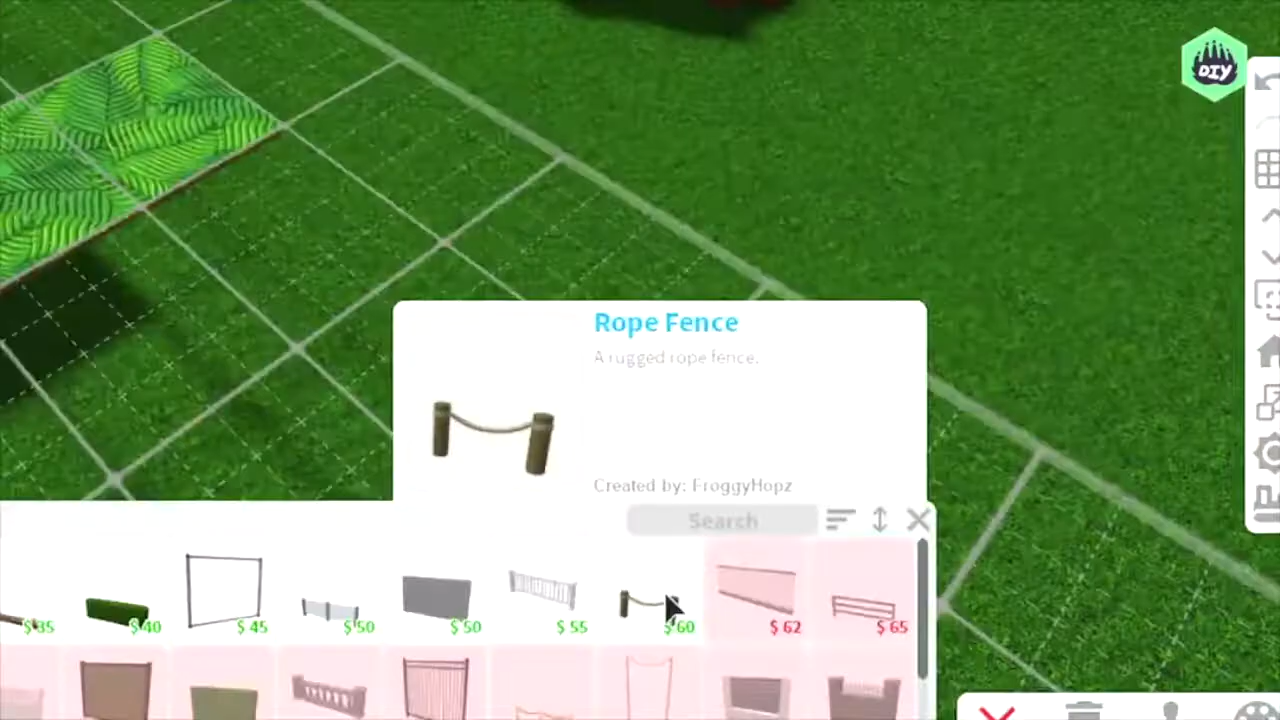 DIY
Rope Fence
A rugged rope fence.
Created by: FroggyHopz
Search
$35 $40 $45 $50 $50 $55 $60 $62 $65